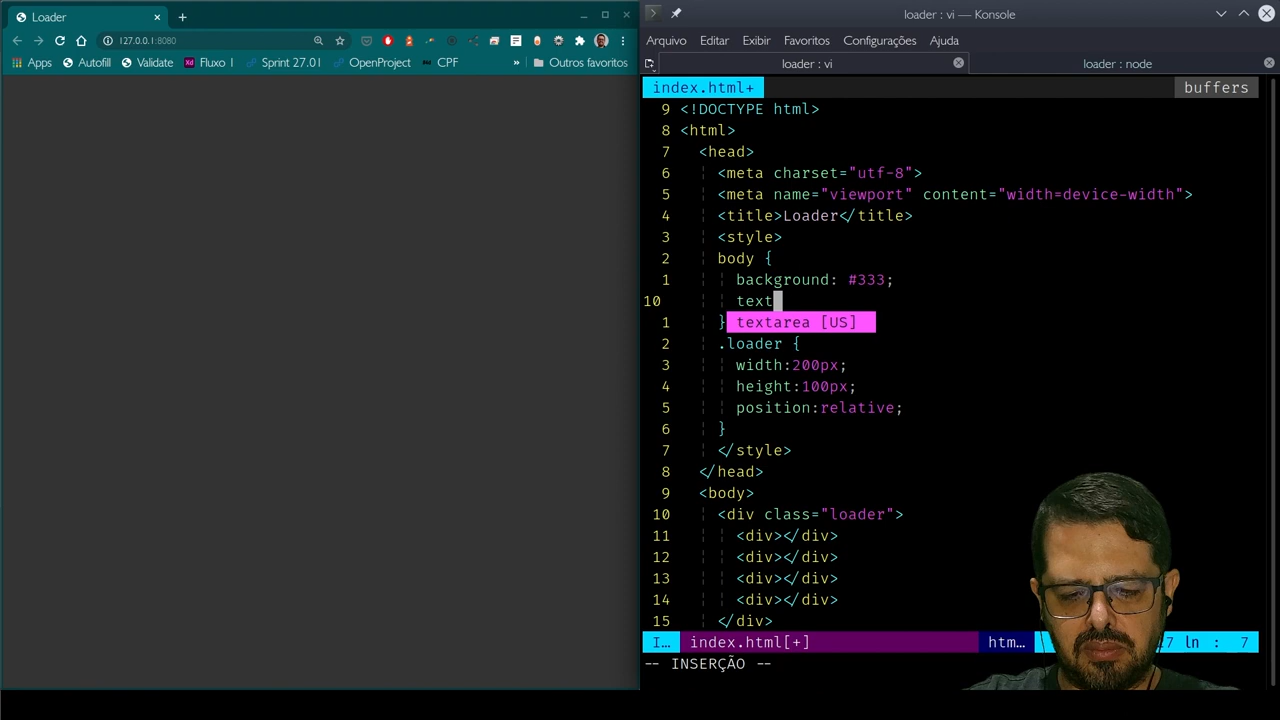 Loader
127.0.0.1:8080
Apps
Autofill
Validate
Fluxo |
Sprint 27.01
OpenProject
CPF
»
Outros favoritos
loader : vi — Konsole
Arquivo Editar Exibir Favoritos Configurações Ajuda
loader : vi
loader : node
index.html+
buffers
9 <!DOCTYPE html>
8 <html>
7 <head>
6 <meta charset="utf-8">
5 <meta name="viewport" content="width=device-width">
4 <title>Loader</title>
3 <style>
2 body {
1 background: #333;
10 text
1 } textarea [US]
2 .loader {
3 width:200px;
4 height:100px;
5 position:relative;
6 }
7 </style>
8 </head>
9 <body>
10 <div class="loader">
11 <div></div>
12 <div></div>
13 <div></div>
14 <div></div>
15 </div>
I… index.html[+] htm… 17 ln : 7
-- INSERÇÃO --